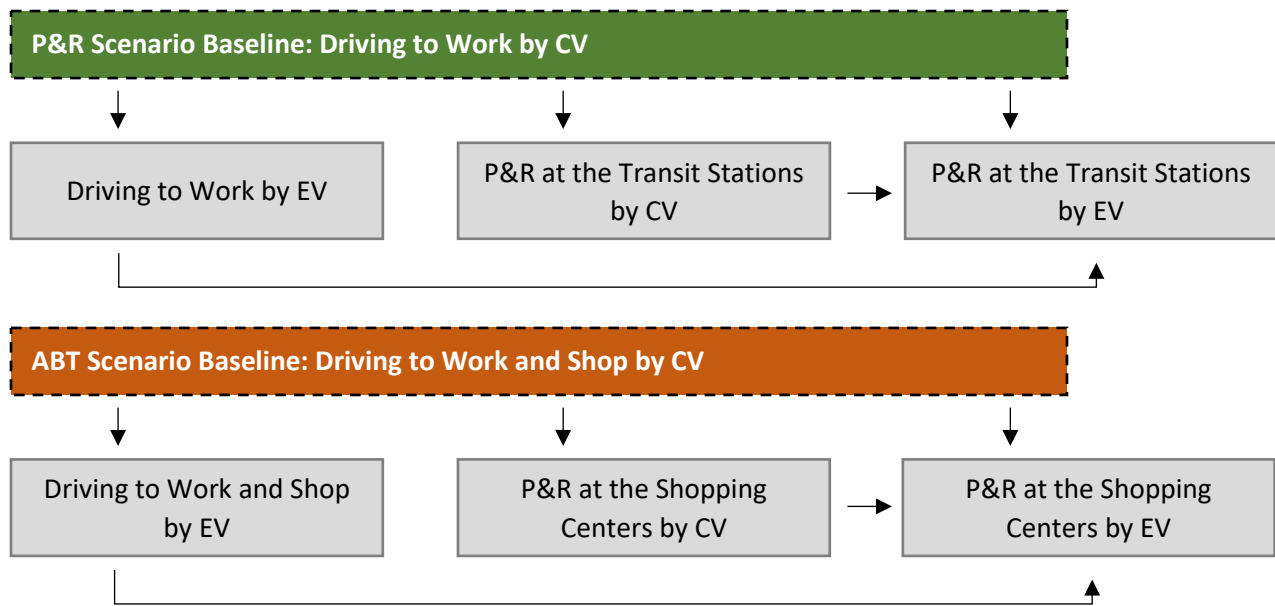 P&R Scenario Baseline: Driving to Work by CV
Driving to Work by EV
P&R at the Transit Stations
by CV
P&R at the Transit Stations
by EV
ABT Scenario Baseline: Driving to Work and Shop by CV
Driving to Work and Shop
by EV
P&R at the Shopping
Centers by CV
P&R at the Shopping
Centers by EV